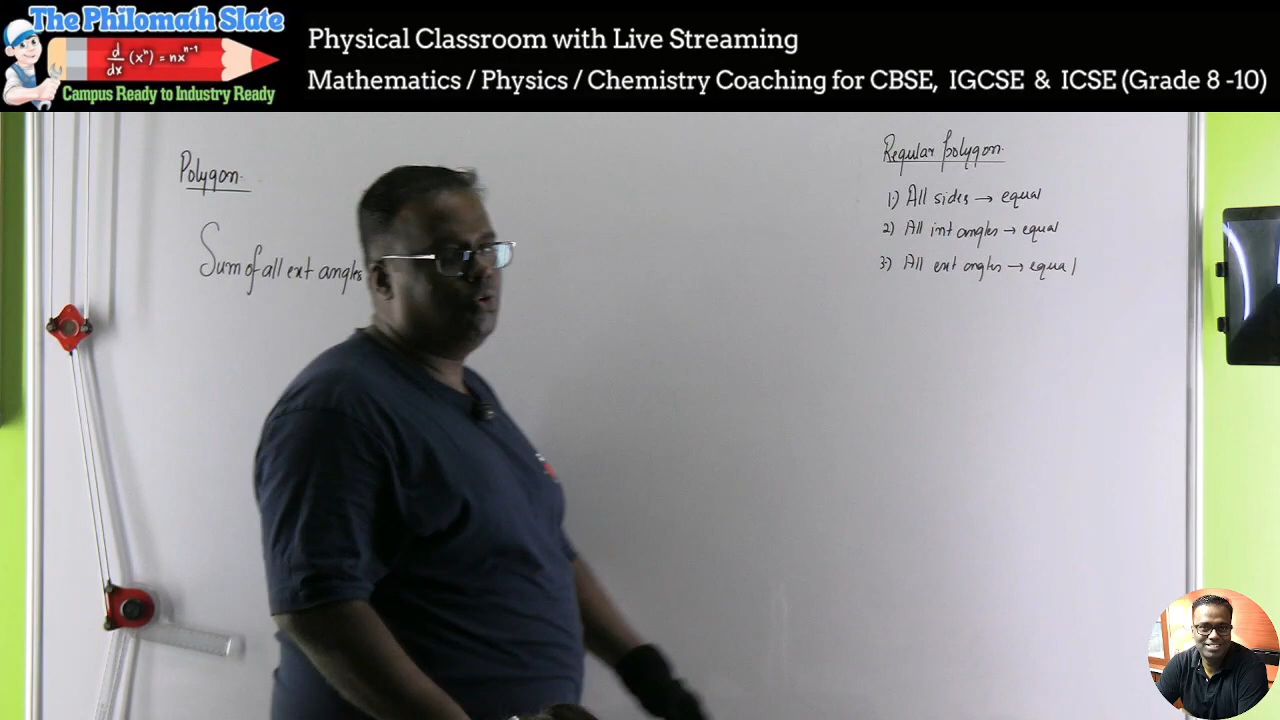 The Philomath Slate
d/dx (xⁿ) = nxⁿ⁻¹
Campus Ready to Industry Ready
Physical Classroom with Live Streaming
Mathematics / Physics / Chemistry Coaching for CBSE, IGCSE & ICSE (Grade 8 -10)
Polygon.
Sum of all ext angles
Regular polygon.
1.) All sides → equal
2) All int angles → equal
3) All ext angles → equal